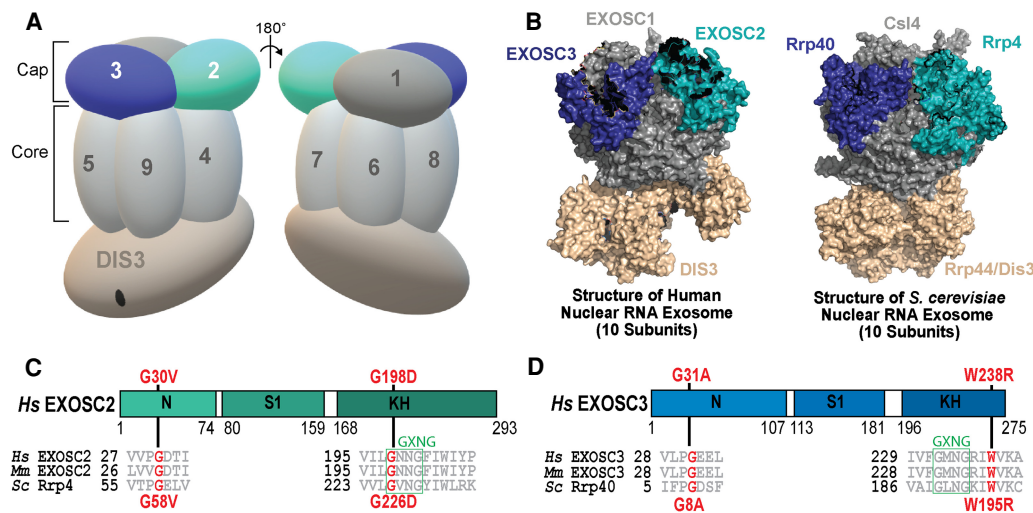 A
180°
Cap
Core
3
2
1
5
9
4
7
6
8
DIS3
B
EXOSC1
EXOSC2
EXOSC3
DIS3
Structure of Human
Nuclear RNA Exosome
(10 Subunits)
Csl4
Rrp40
Rrp4
Rrp44/Dis3
Structure of S. cerevisiae
Nuclear RNA Exosome
(10 Subunits)
C
G30V
G198D
Hs EXOSC2
N
S1
KH
1
74
80
159
168
293
GXNG
Hs EXOSC2 27 VVPGDTI 195 VILGNNGFIWIYP
Mm EXOSC2 26 LVVPGDTI 195 VILGNNGFIWIYP
Sc Rrp4 55 VTPGELV 223 VVLGVNGYIWLRK
G58V
G226D
D
G31A
W238R
Hs EXOSC3
N
S1
KH
1
107
113
181
196
275
GXNG
Hs EXOSC3 28 VLPGEEL 229 IVFGMNGRIWVKA
Mm EXOSC3 28 VLPGEEL 228 IVFGMNGRIWVKA
Sc Rrp40 5 IFPGDSF 186 VAIGLNGKIWVKC
G8A
W195R